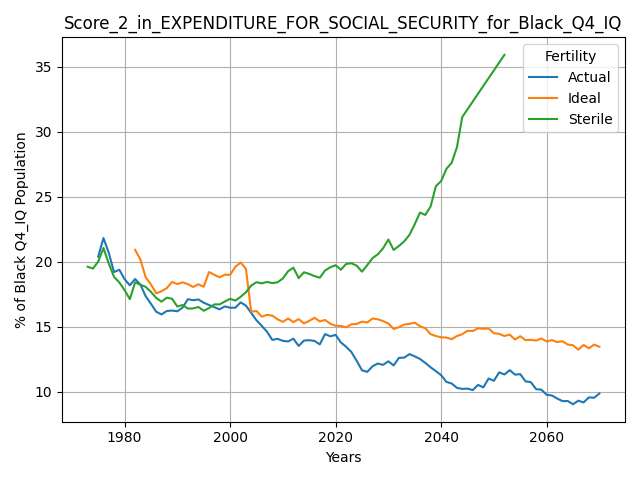 Score_2_in_EXPENDITURE_FOR_SOCIAL_SECURITY_for_Black_Q4_IQ
Fertility
Actual
Ideal
Sterile
% of Black Q4_IQ Population
35
30
25
20
15
10
1980
2000
2020
2040
2060
Years